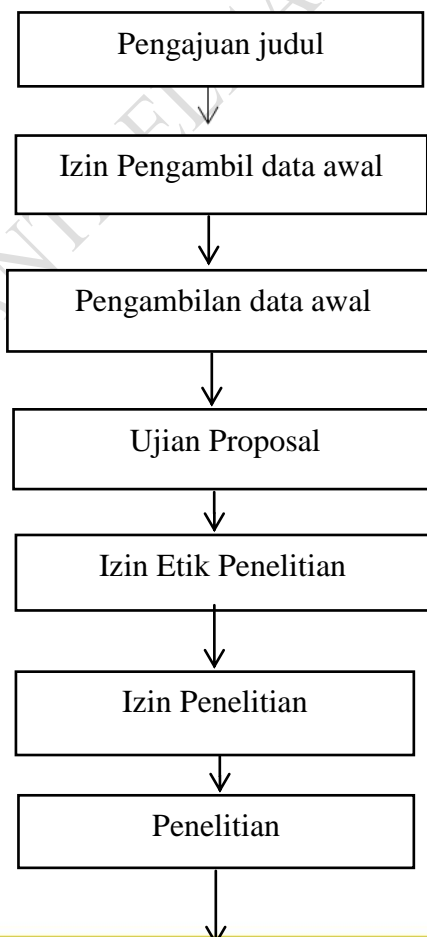 Pengajuan judul
Izin Pengambil data awal
Pengambilan data awal
Ujian Proposal
Izin Etik Penelitian
Izin Penelitian
Penelitian